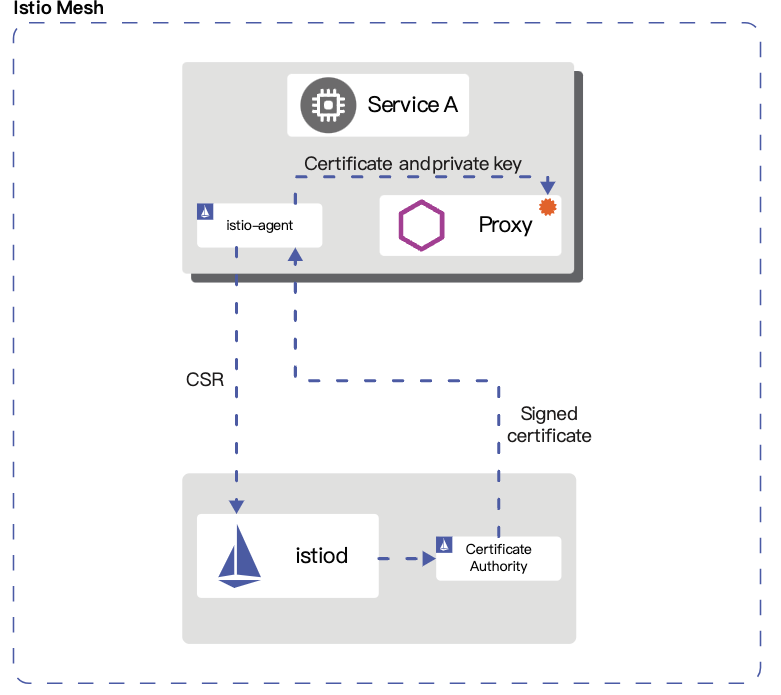 Istio Mesh
Service A
Certificate and private key
istio-agent
Proxy
CSR
Signed
certificate
istiod
Certificate
Authority